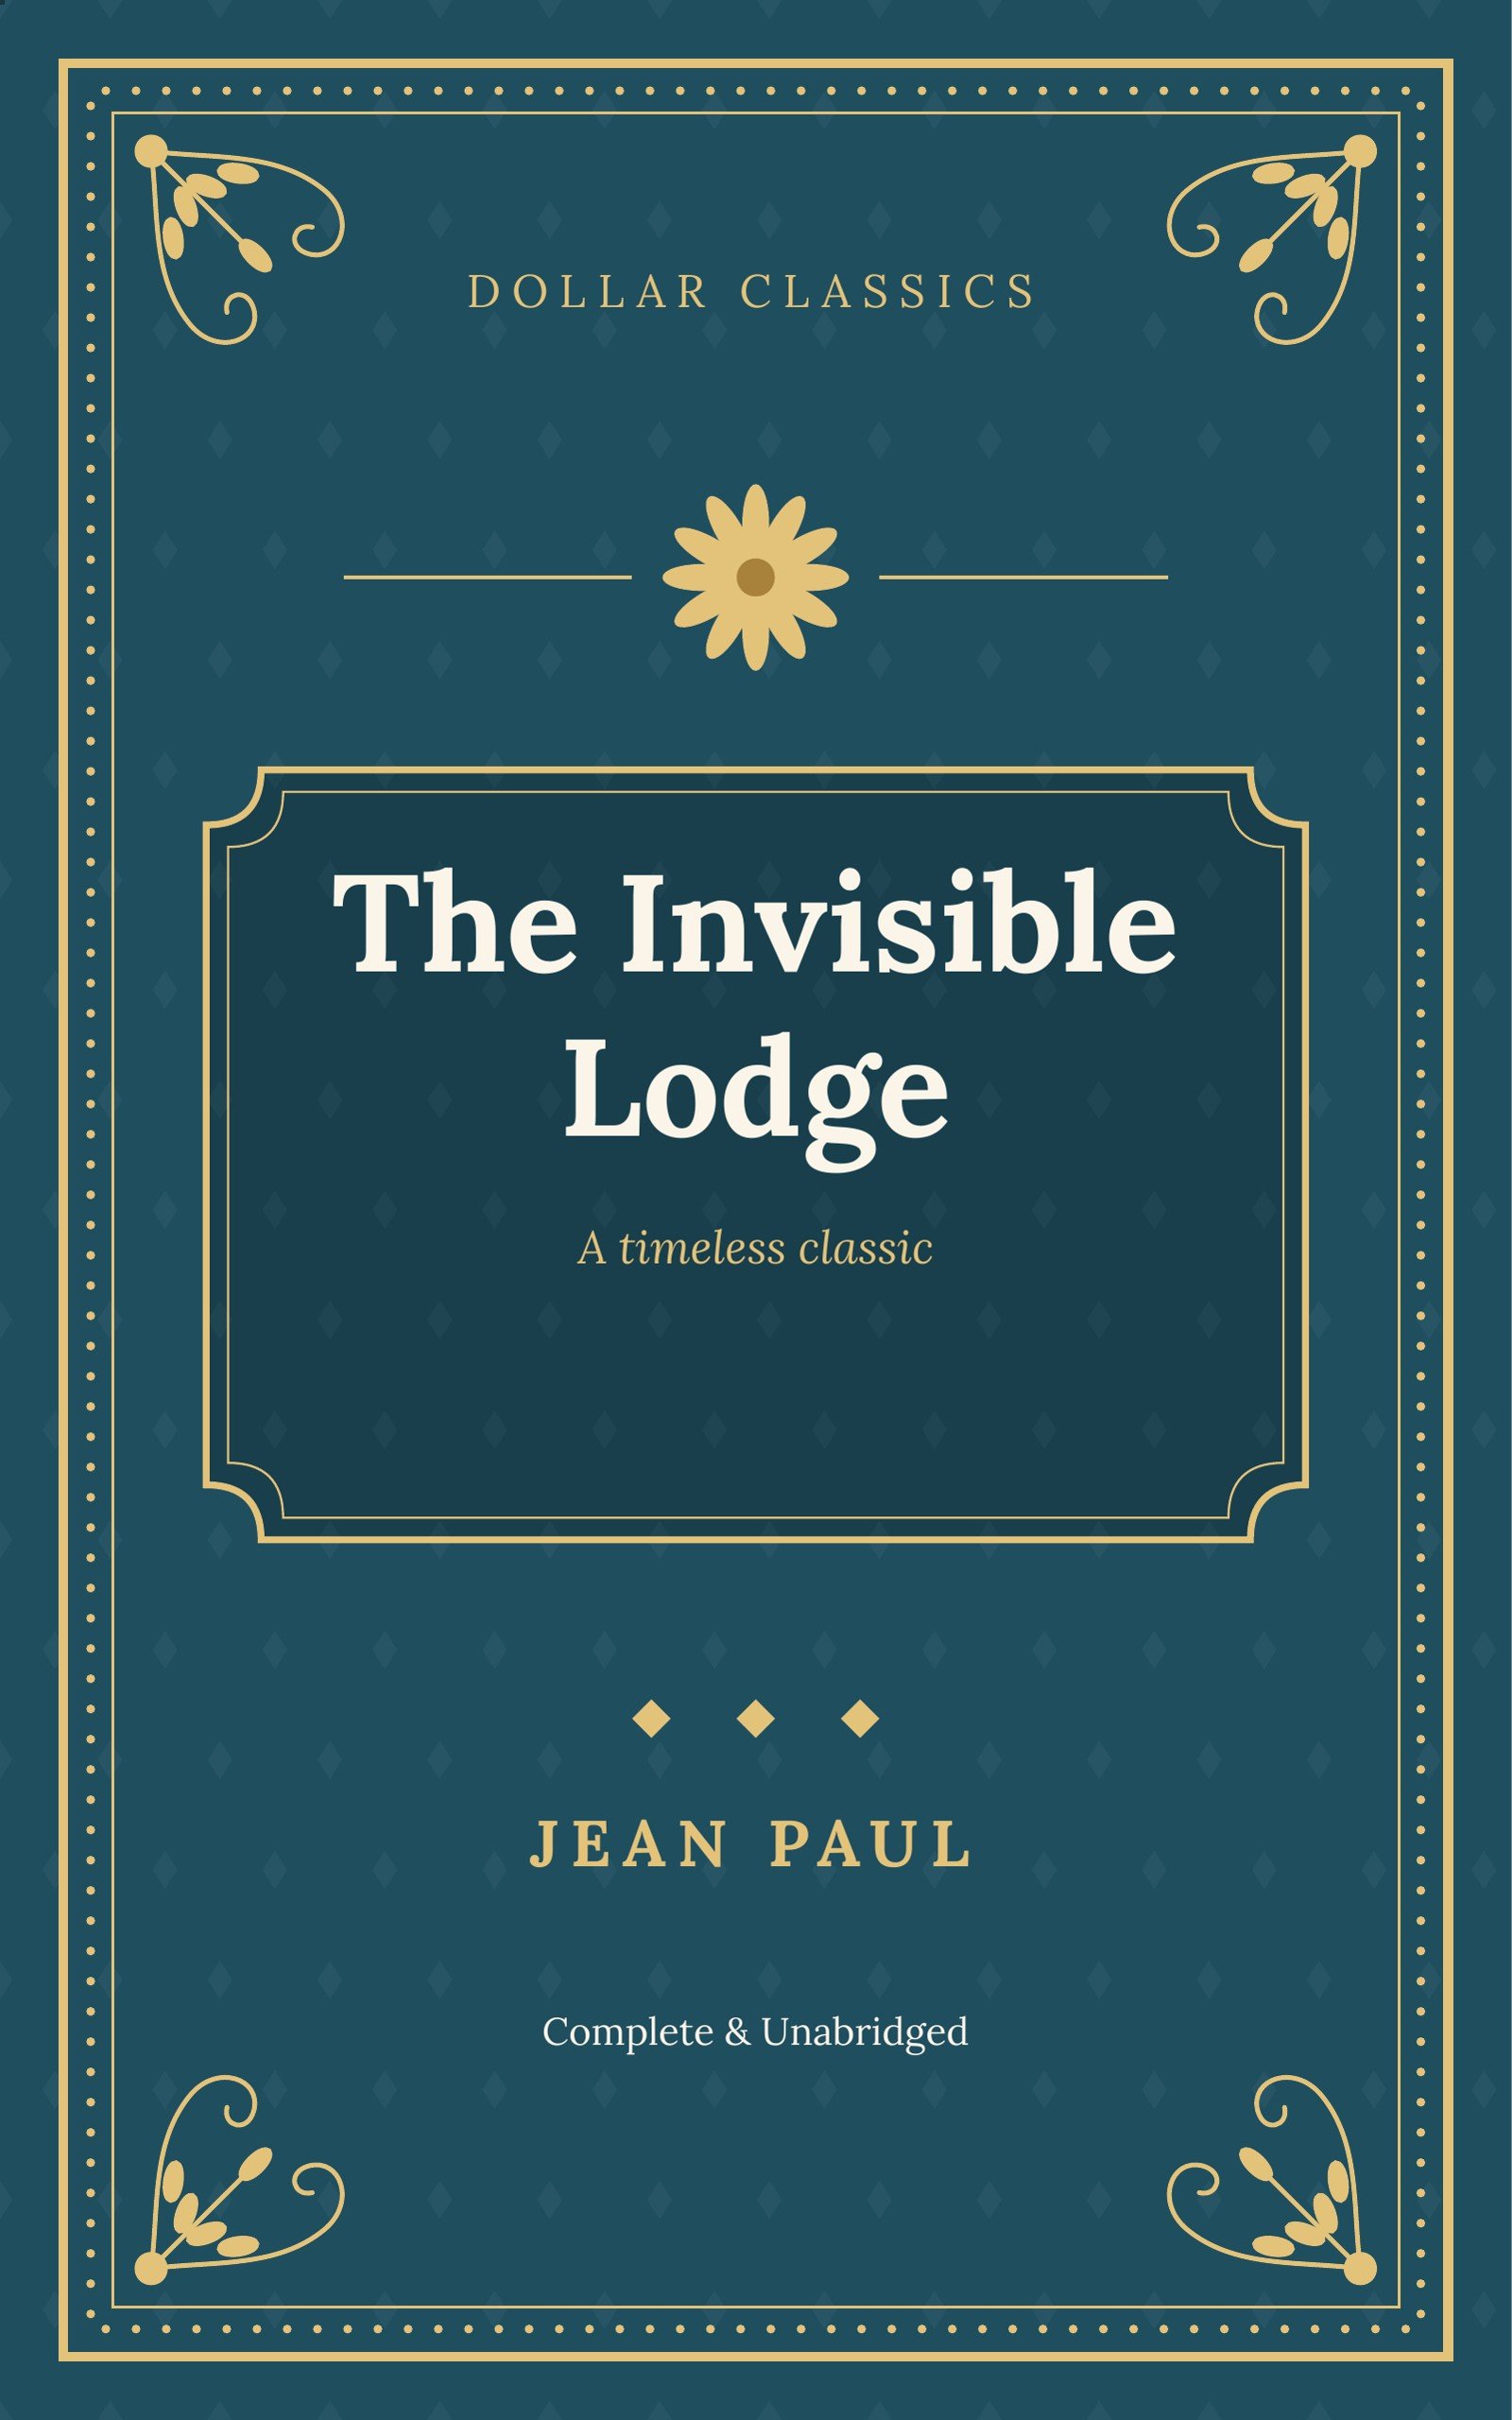 DOLLAR CLASSICS
The Invisible
Lodge
A timeless classic
JEAN PAUL
Complete & Unabridged